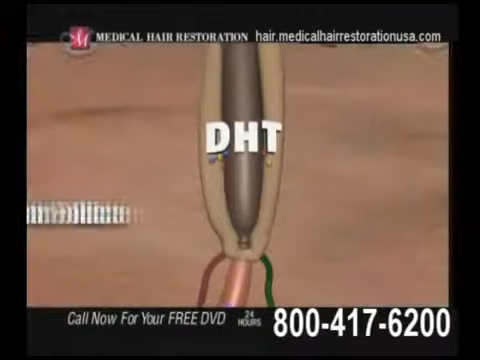 M MEDICAL HAIR RESTORATION hair.medicalhairrestorationusa.com
DHT
Call Now For Your FREE DVD 24 HOURS 800-417-6200